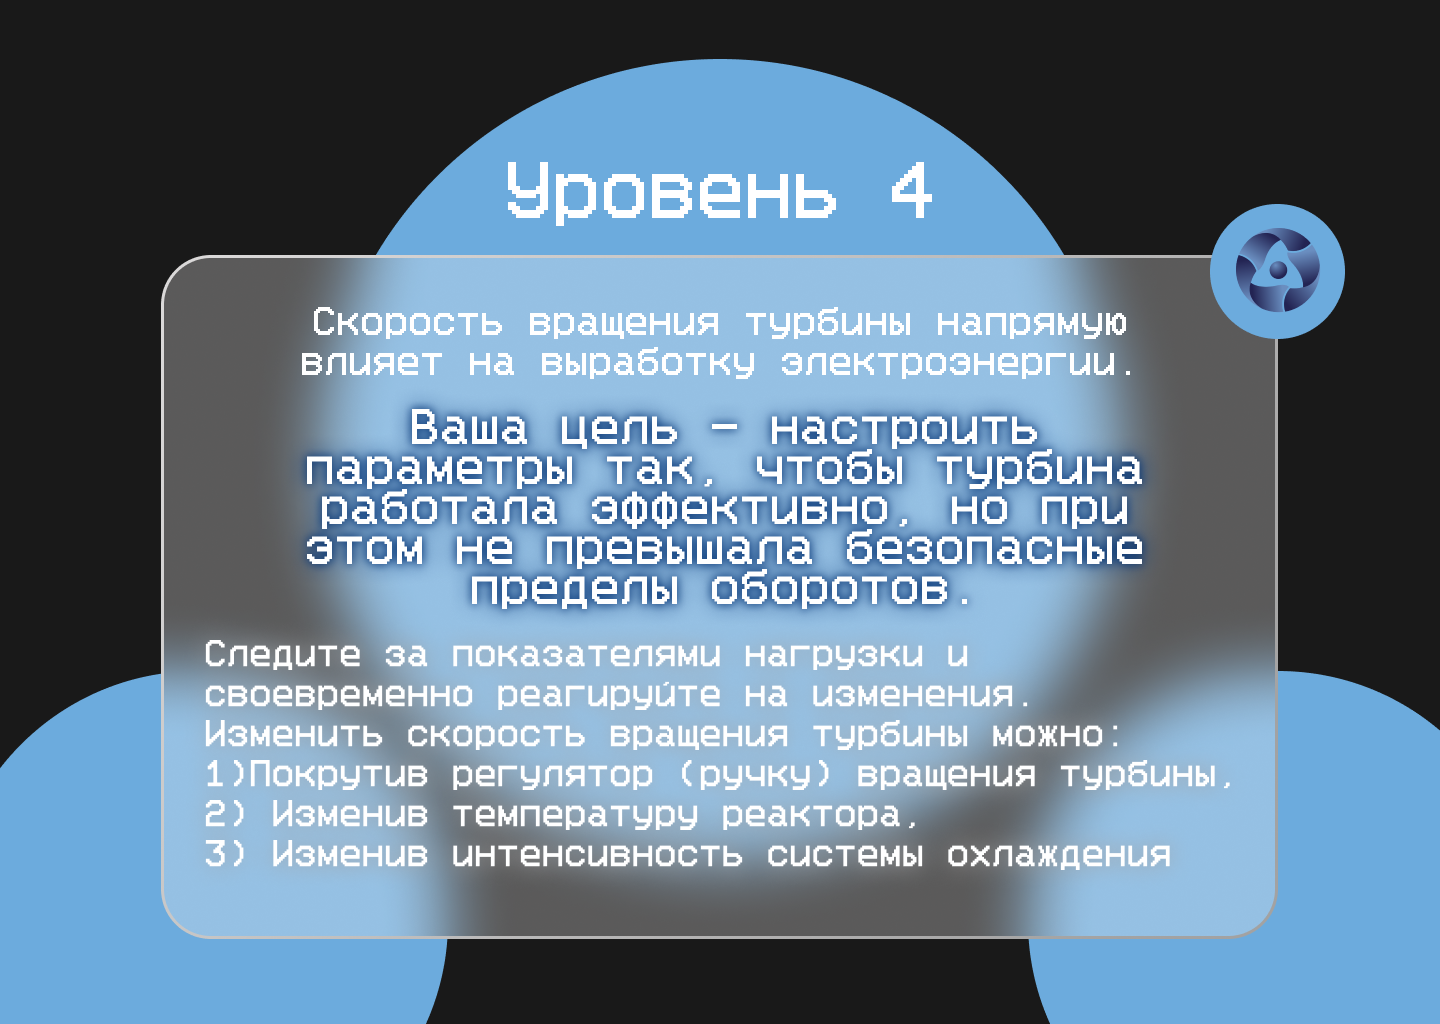 Уровень 4
Скорость вращения турбины напрямую
влияет на выработку электроэнергии.
Ваша цель - настроить
параметры так, чтобы турбина
работала эффективно, но при
этом не превышала безопасные
пределы оборотов.
Следите за показателями нагрузки и
своевременно реагируйте на изменения.
Изменить скорость вращения турбины можно:
1)Покрутив регулятор (ручку) вращения турбины,
2) Изменив температуру реактора,
3) Изменив интенсивность системы охлаждения